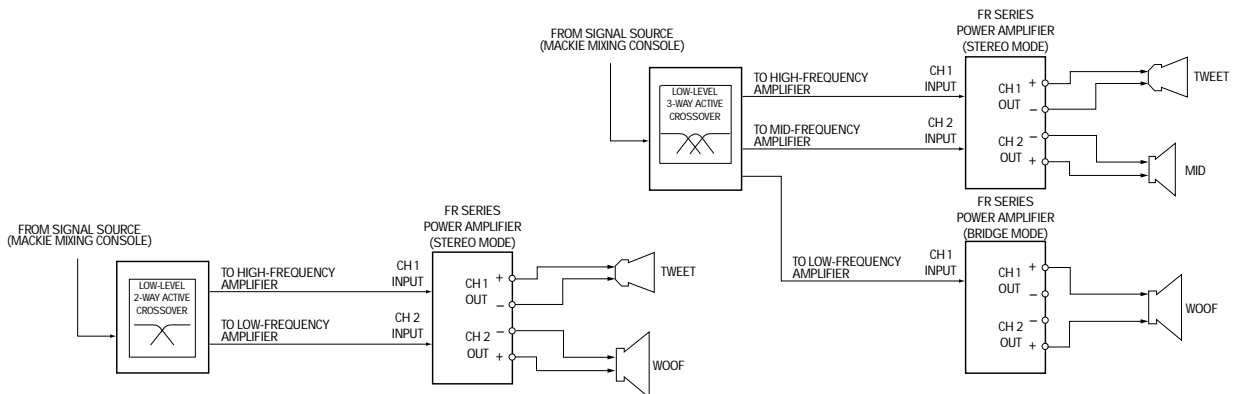 FROM SIGNAL SOURCE
(MACKIE MIXING CONSOLE)
LOW-LEVEL
2-WAY ACTIVE
CROSSOVER
TO HIGH-FREQUENCY
AMPLIFIER
TO LOW-FREQUENCY
AMPLIFIER
CH 1
INPUT
CH 2
INPUT
FR SERIES
POWER AMPLIFIER
(STEREO MODE)
CH 1
OUT
+
−
CH 2
OUT
−
+
TWEET
WOOF
FROM SIGNAL SOURCE
(MACKIE MIXING CONSOLE)
LOW-LEVEL
3-WAY ACTIVE
CROSSOVER
TO HIGH-FREQUENCY
AMPLIFIER
TO MID-FREQUENCY
AMPLIFIER
TO LOW-FREQUENCY
AMPLIFIER
CH 1
INPUT
CH 2
INPUT
FR SERIES
POWER AMPLIFIER
(STEREO MODE)
CH 1
OUT
+
−
CH 2
OUT
−
+
TWEET
MID
CH 1
INPUT
FR SERIES
POWER AMPLIFIER
(BRIDGE MODE)
CH 1
OUT
+
−
CH 2
OUT
−
+
WOOF